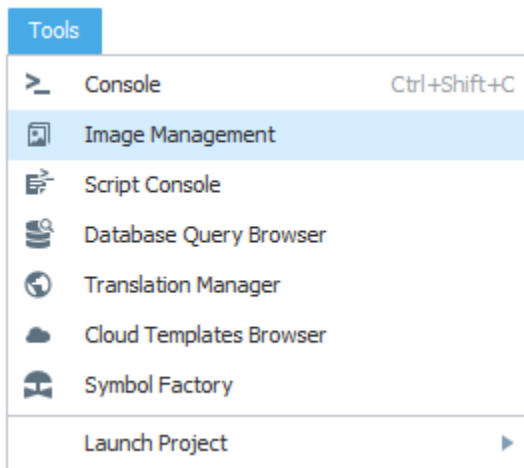 Tools
Console Ctrl+Shift+C
Image Management
Script Console
Database Query Browser
Translation Manager
Cloud Templates Browser
Symbol Factory
Launch Project